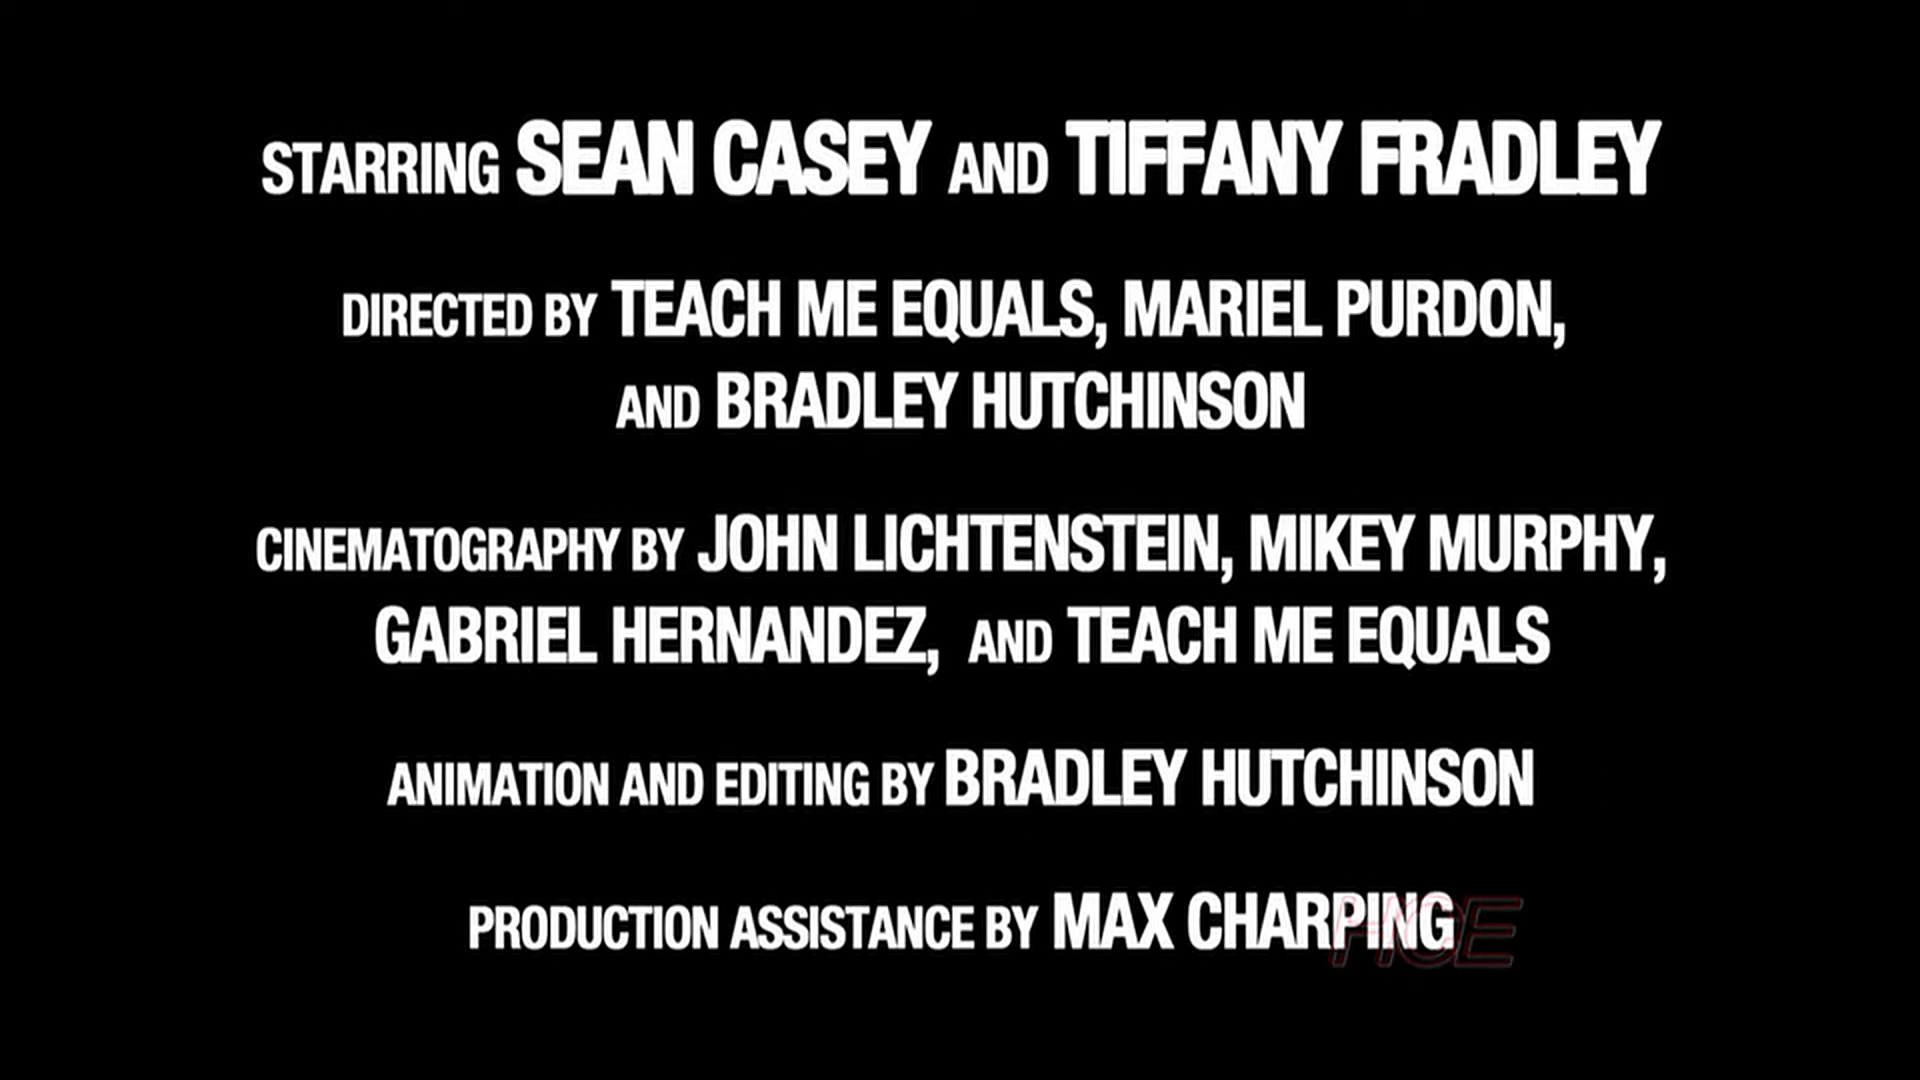 STARRING SEAN CASEY AND TIFFANY FRADLEY
DIRECTED BY TEACH ME EQUALS, MARIEL PURDON,
AND BRADLEY HUTCHINSON
CINEMATOGRAPHY BY JOHN LICHTENSTEIN, MIKEY MURPHY,
GABRIEL HERNANDEZ, AND TEACH ME EQUALS
ANIMATION AND EDITING BY BRADLEY HUTCHINSON
PRODUCTION ASSISTANCE BY MAX CHARPING